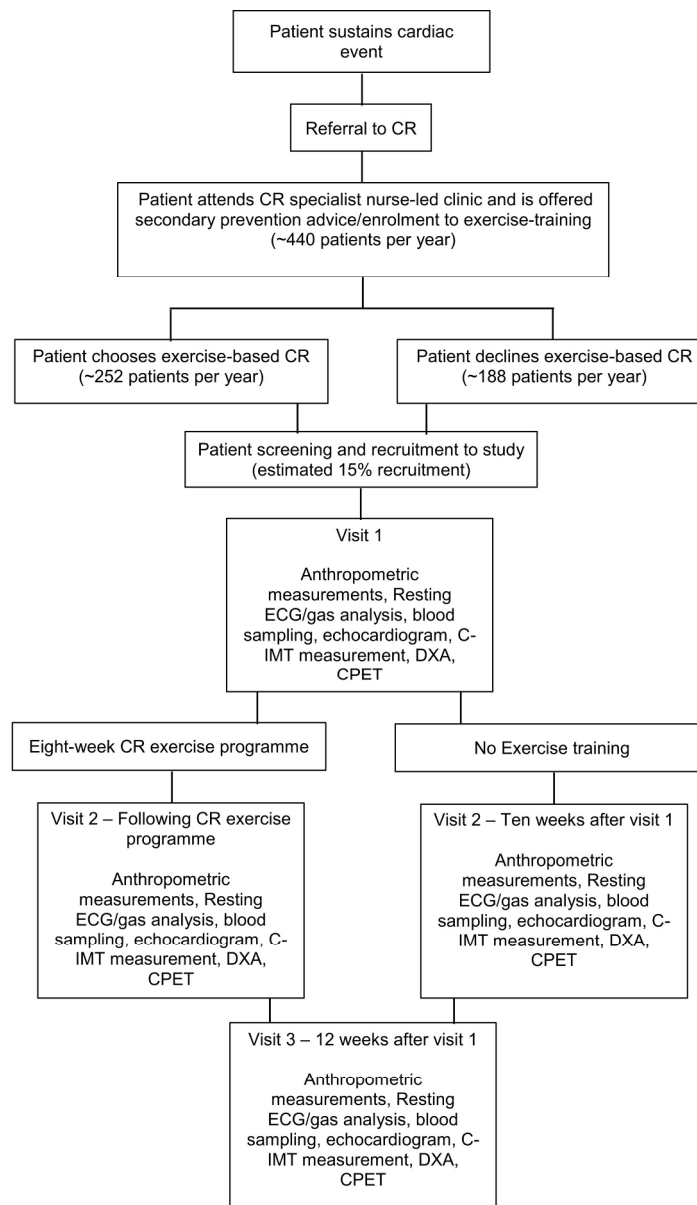 Patient sustains cardiac
event
Referral to CR
Patient attends CR specialist nurse-led clinic and is offered
secondary prevention advice/enrolment to exercise-training
(~440 patients per year)
Patient chooses exercise-based CR
(~252 patients per year)
Patient declines exercise-based CR
(~188 patients per year)
Patient screening and recruitment to study
(estimated 15% recruitment)
Visit 1
Anthropometric
measurements, Resting
ECG/gas analysis, blood
sampling, echocardiogram, C-
IMT measurement, DXA,
CPET
Eight-week CR exercise programme
No Exercise training
Visit 2 – Following CR exercise
programme
Anthropometric
measurements, Resting
ECG/gas analysis, blood
sampling, echocardiogram, C-
IMT measurement, DXA,
CPET
Visit 2 – Ten weeks after visit 1
Anthropometric
measurements, Resting
ECG/gas analysis, blood
sampling, echocardiogram, C-
IMT measurement, DXA,
CPET
Visit 3 – 12 weeks after visit 1
Anthropometric
measurements, Resting
ECG/gas analysis, blood
sampling, echocardiogram, C-
IMT measurement, DXA,
CPET